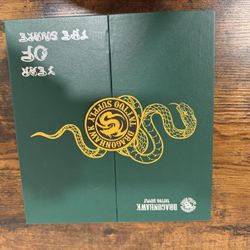 YEAR
OF
THE SNAKE
DRAGONHAWK
TATTOO SUPPLY
DRAGONHAWK
TATTOO SUPPLY